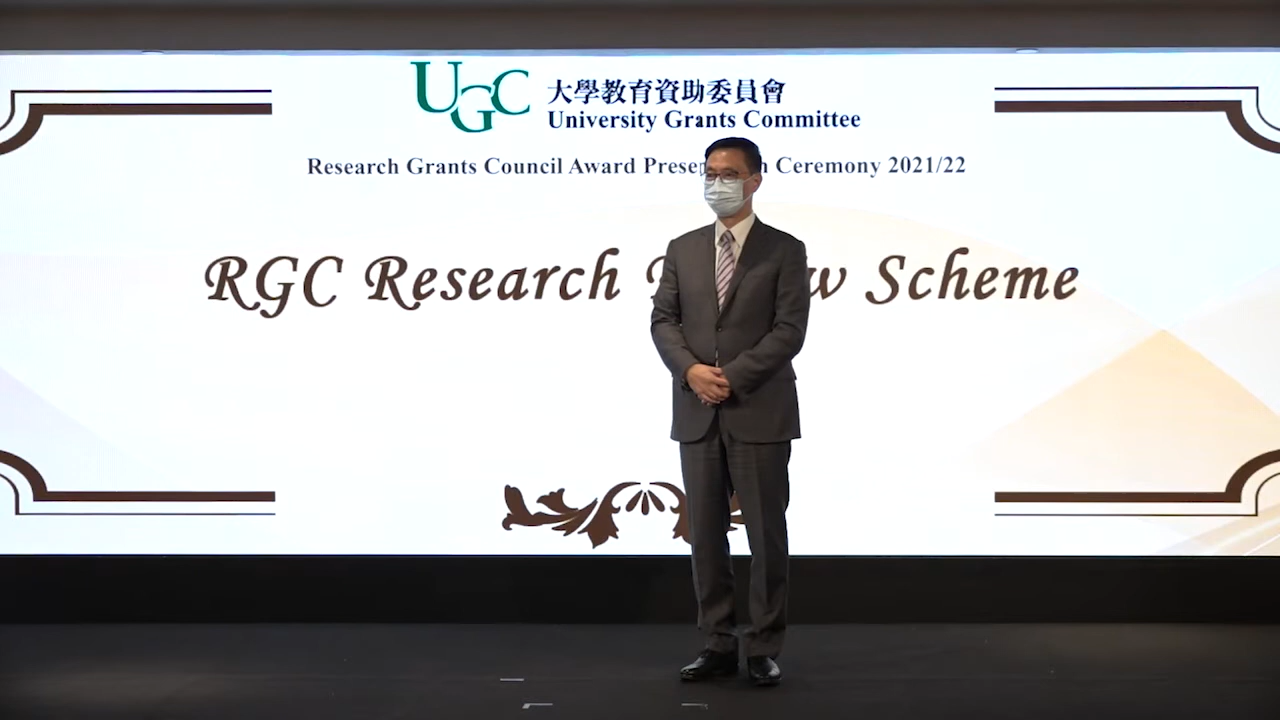 UGC
大學教育資助委員會
University Grants Committee
Research Grants Council Award Presen n Ceremony 2021/22
RGC Research w Scheme